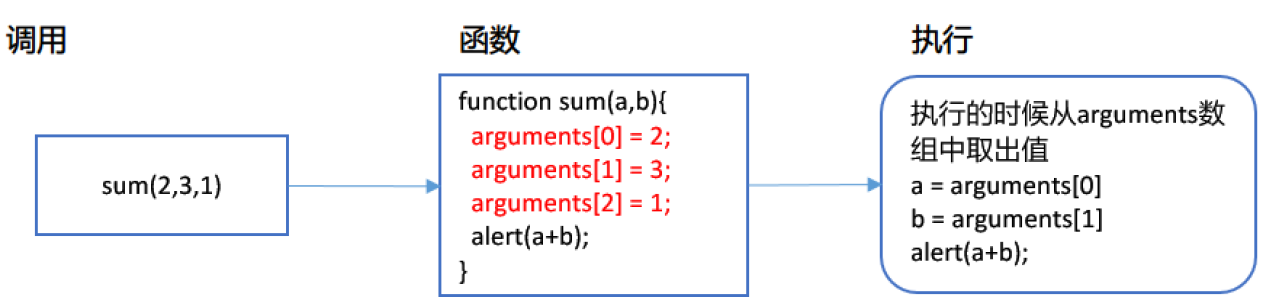 调用
函数
执行
sum(2,3,1)
function sum(a,b){
arguments[0] = 2;
arguments[1] = 3;
arguments[2] = 1;
alert(a+b);
}
执行的时候从arguments数
组中取出值
a = arguments[0]
b = arguments[1]
alert(a+b);